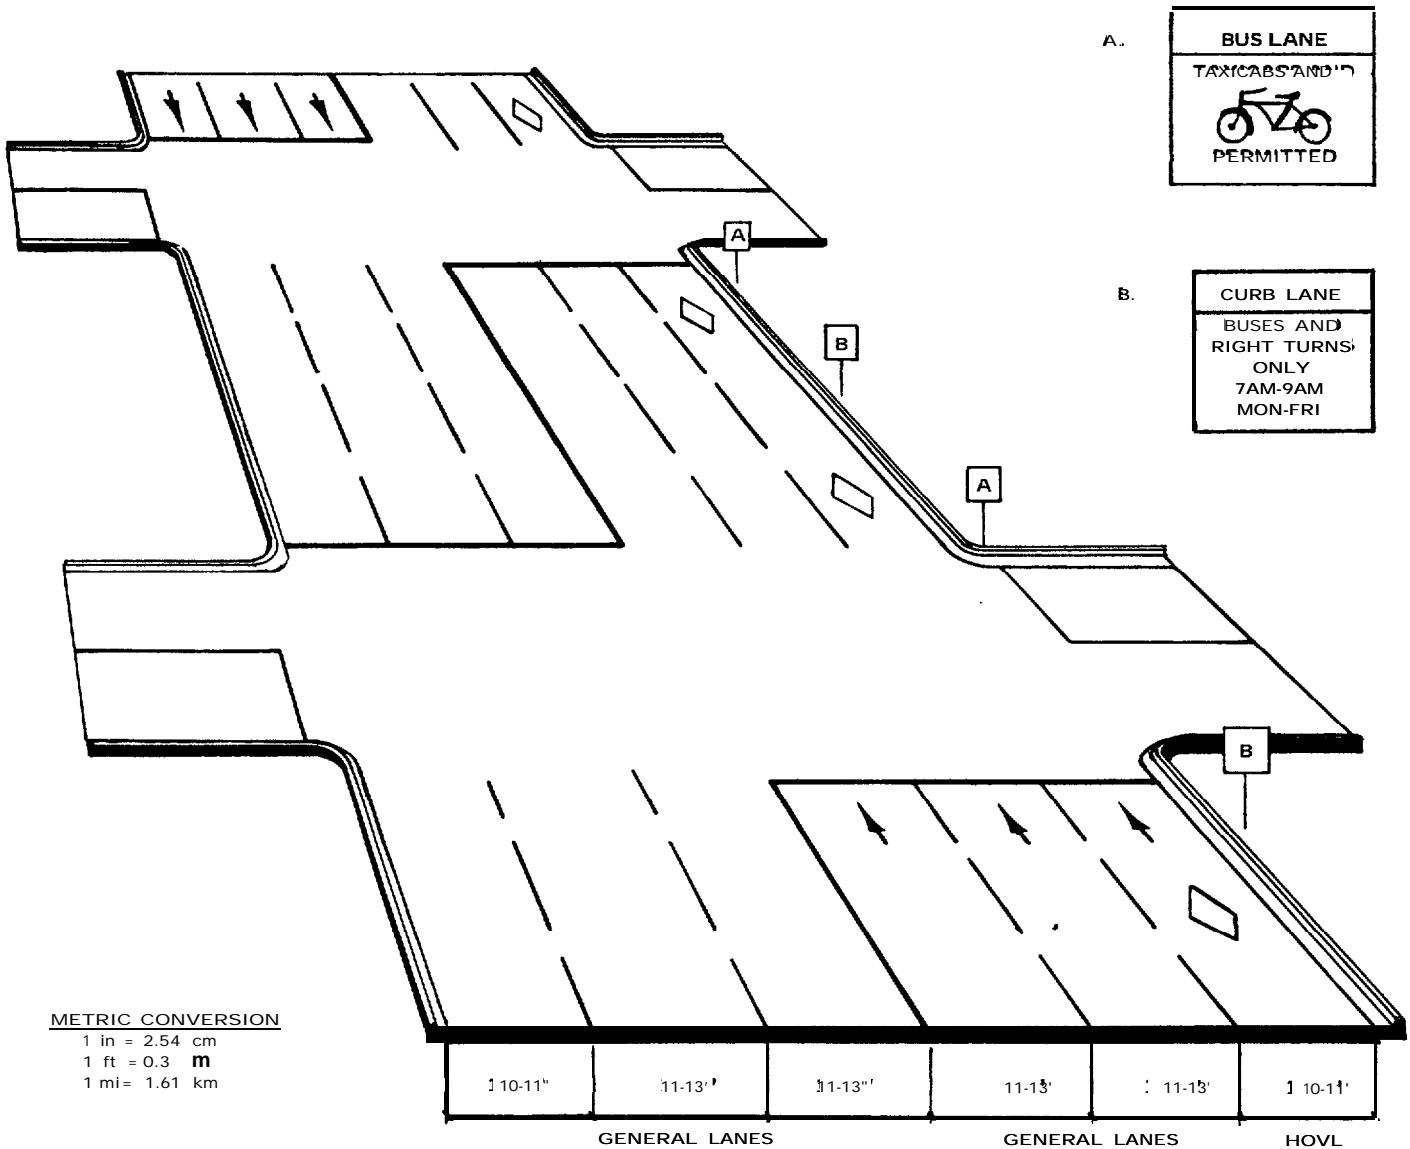 A.
BUS LANE
TAXICABS AND
PERMITTED
A
B
B.
CURB LANE
BUSES AND
RIGHT TURNS
ONLY
7AM-9AM
MON-FRI
A
B
METRIC CONVERSION
1 in = 2.54 cm
1 ft = 0.3 m
1 mi = 1.61 km
10-11" 11-13' 11-13" 11-13' 11-13' 10-11'
GENERAL LANES GENERAL LANES HOVL